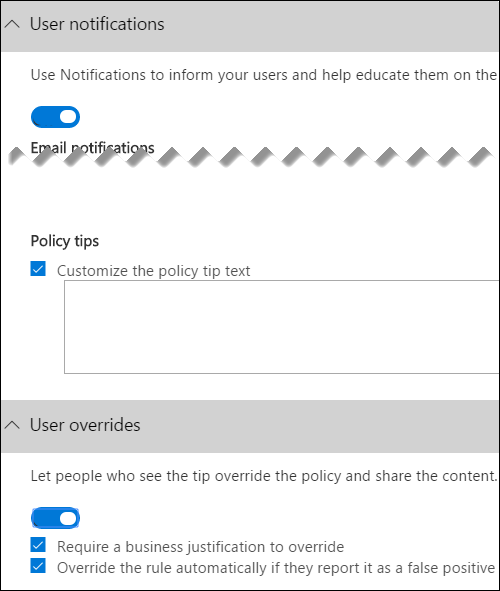 User notifications
Use Notifications to inform your users and help educate them on the
Email notifications
Policy tips
Customize the policy tip text
User overrides
Let people who see the tip override the policy and share the content.
Require a business justification to override
Override the rule automatically if they report it as a false positive